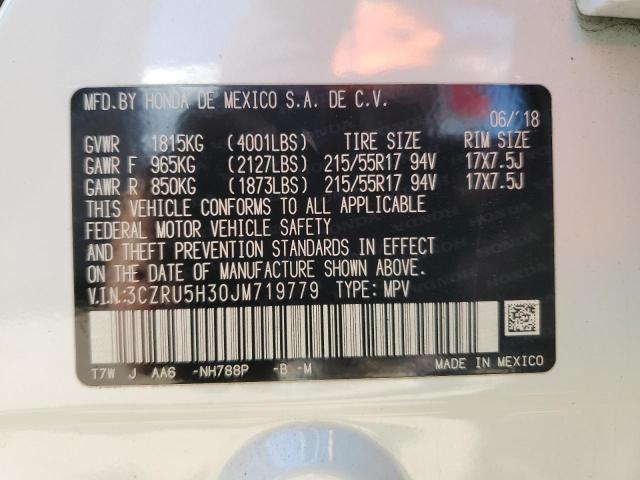 MFD.BY HONDA DE MEXICO S.A. DE C.V.
06/'18
GVWR 1815KG (4001LBS) TIRE SIZE RIM SIZE
GAWR F 965KG (2127LBS) 215/55R17 94V 17X7.5J
GAWR R 850KG (1873LBS) 215/55R17 94V 17X7.5J
THIS VEHICLE CONFORMS TO ALL APPLICABLE
FEDERAL MOTOR VEHICLE SAFETY
AND THEFT PREVENTION STANDARDS IN EFFECT
ON THE DATE OF MANUFACTURE SHOWN ABOVE.
V.I.N.:3CZRU5H30JM719779 TYPE: MPV
T7W J AA6 -NH788P -B -M
MADE IN MEXICO